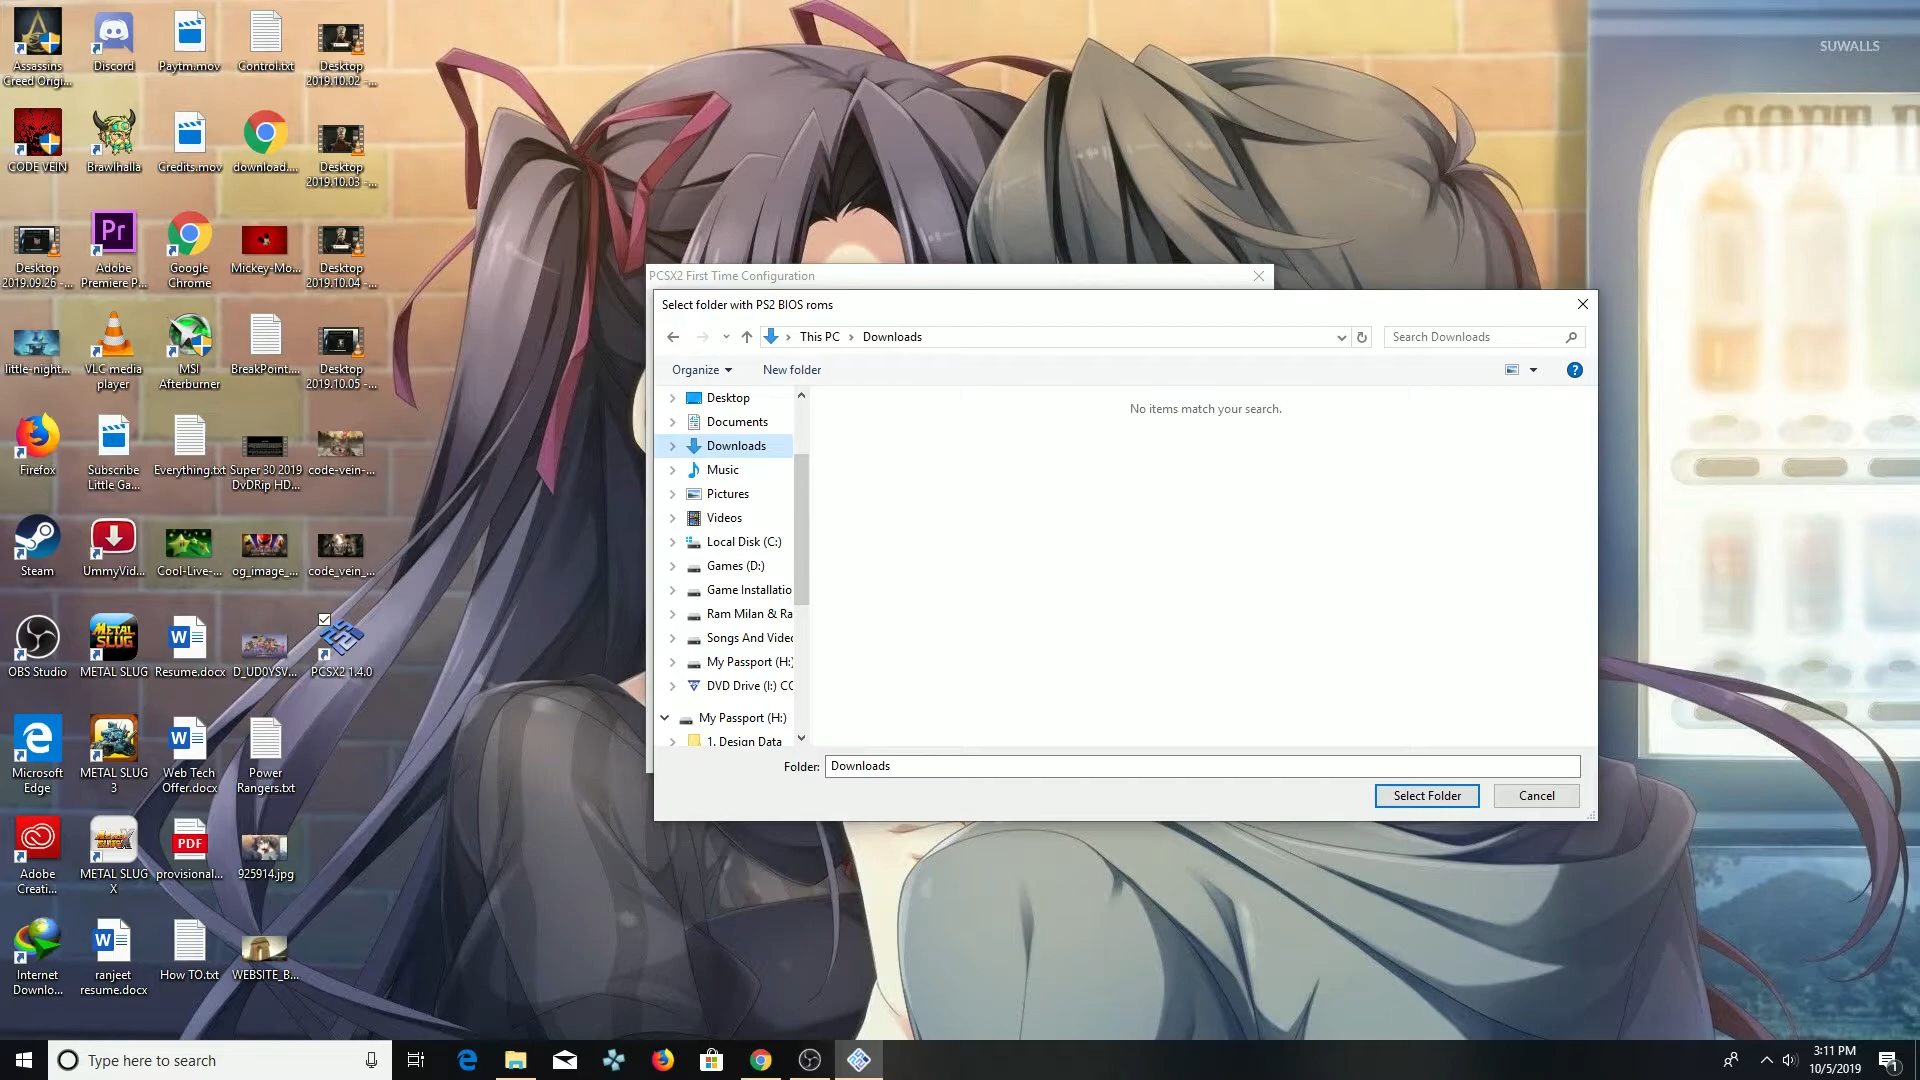 SUWALLS
SOFT D
Assassins
Creed Origi...
Discord
Paytm.mov
Control.txt
Desktop
2019.10.02 -...
CODE VEIN
Brawlhalla
Credits.mov
download....
Desktop
2019.10.03 -...
Desktop
2019.09.26 -...
Pr
Adobe
Premiere P...
Google
Chrome
Mickey-Mo...
Desktop
2019.10.04 -...
little-night...
VLC media
player
MSI
Afterburner
BreakPoint....
Desktop
2019.10.05 -...
Firefox
Subscribe
Little Ga...
Everything.txt
Super 30 2019
DvDRip HD...
code-vein-...
Steam
UmmyVid...
Cool-Live-...
og_image_...
code_vein_...
OBS Studio
METAL SLUG
METAL SLUG
W
Resume.docx
D_UD0YSV...
PCSX2 1.4.0
Microsoft
Edge
METAL SLUG
3
W
Web Tech
Offer.docx
Power
Rangers.txt
Adobe
Creati...
METAL SLUG
X
PDF
provisional...
925914.jpg
Internet
Downlo...
W
ranjeet
resume.docx
How TO.txt
WEBSITE_B...
PCSX2 First Time Configuration
Select folder with PS2 BIOS roms
This PC > Downloads
Search Downloads
Organize
New folder
?
Desktop
Documents
Downloads
Music
Pictures
Videos
Local Disk (C:)
Games (D:)
Game Installatio
Ram Milan & Ra
Songs And Video
My Passport (H:)
DVD Drive (I:) CO
My Passport (H:)
1. Design Data
No items match your search.
Folder: Downloads
Select Folder
Cancel
Type here to search
3:11 PM
10/5/2019
1